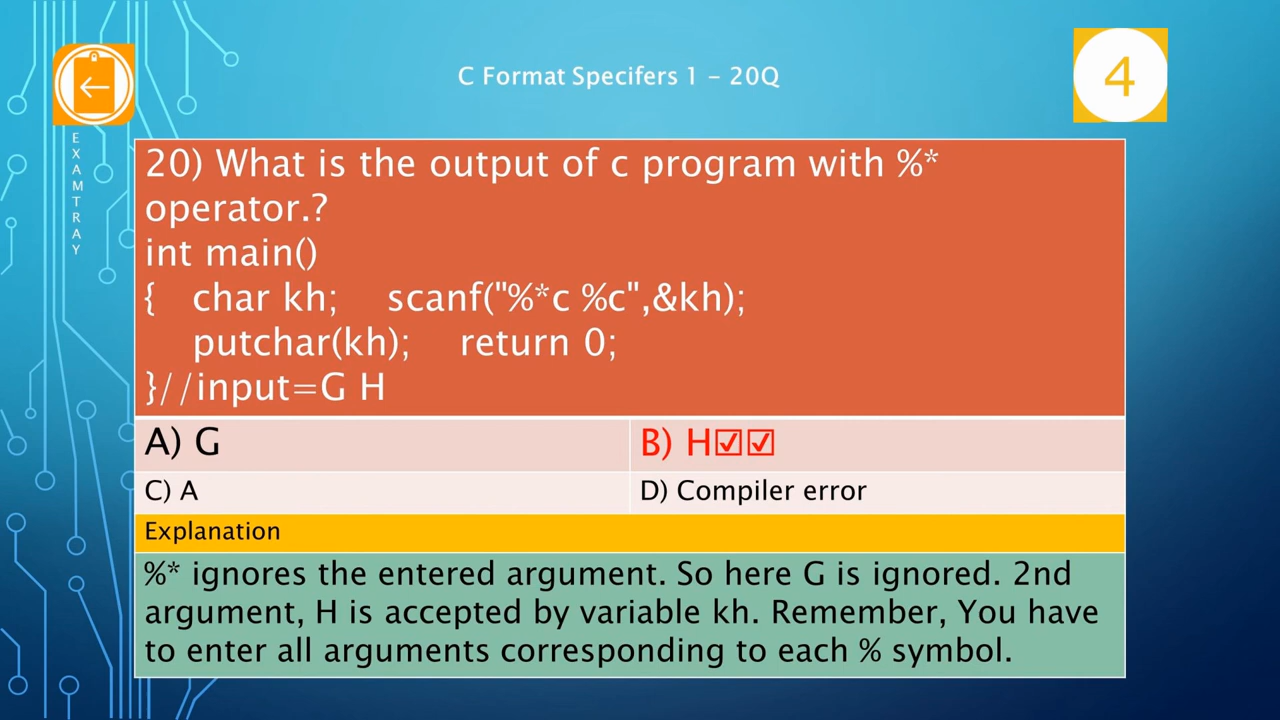 C Format Specifers 1 – 20Q
4
EXAMTRAY
20) What is the output of c program with %*
operator.?
int main()
{ char kh; scanf("%*c %c",&kh);
putchar(kh); return 0;
}//input=G H
A) G
B) H☑☑
C) A
D) Compiler error
Explanation
%* ignores the entered argument. So here G is ignored. 2nd
argument, H is accepted by variable kh. Remember, You have
to enter all arguments corresponding to each % symbol.